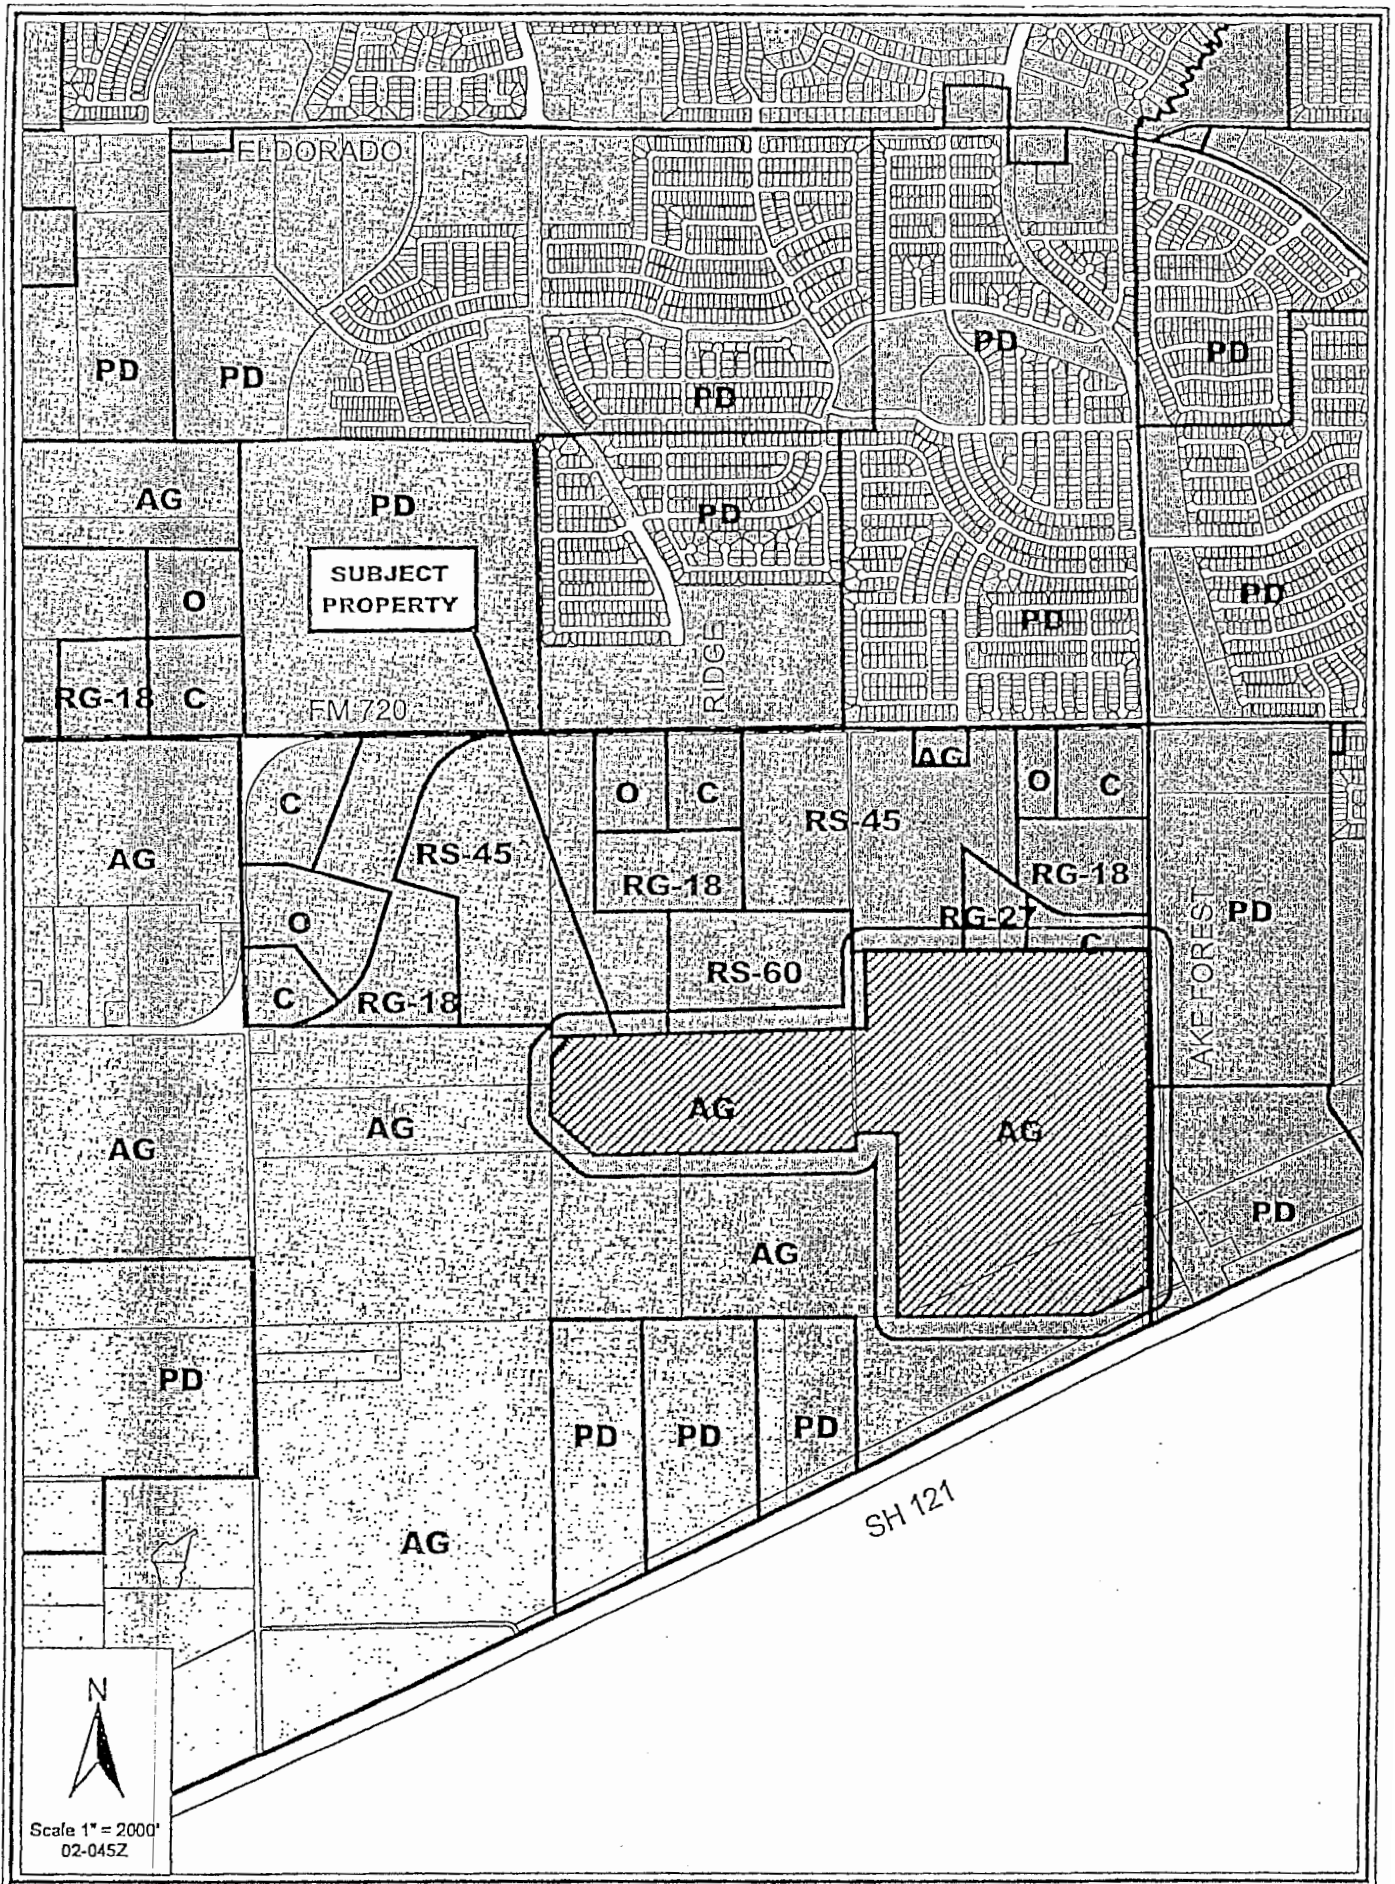 ELDORADO
PD
PD
PD
PD
PD
AG
PD
PD
SUBJECT
PROPERTY
O
PD
PD
RIDGE
RG-18
C
FM 720
AG
C
RS-45
O
C
RS-45
AG
O
C
RG-18
RG-18
AG
O
RG-27
C
LAKE FOREST
PD
C
RG-18
RS-60
AG
AG
AG
AG
PD
AG
PD
PD
PD
PD
AG
SH 121
N
Scale 1" = 2000'
02-045Z